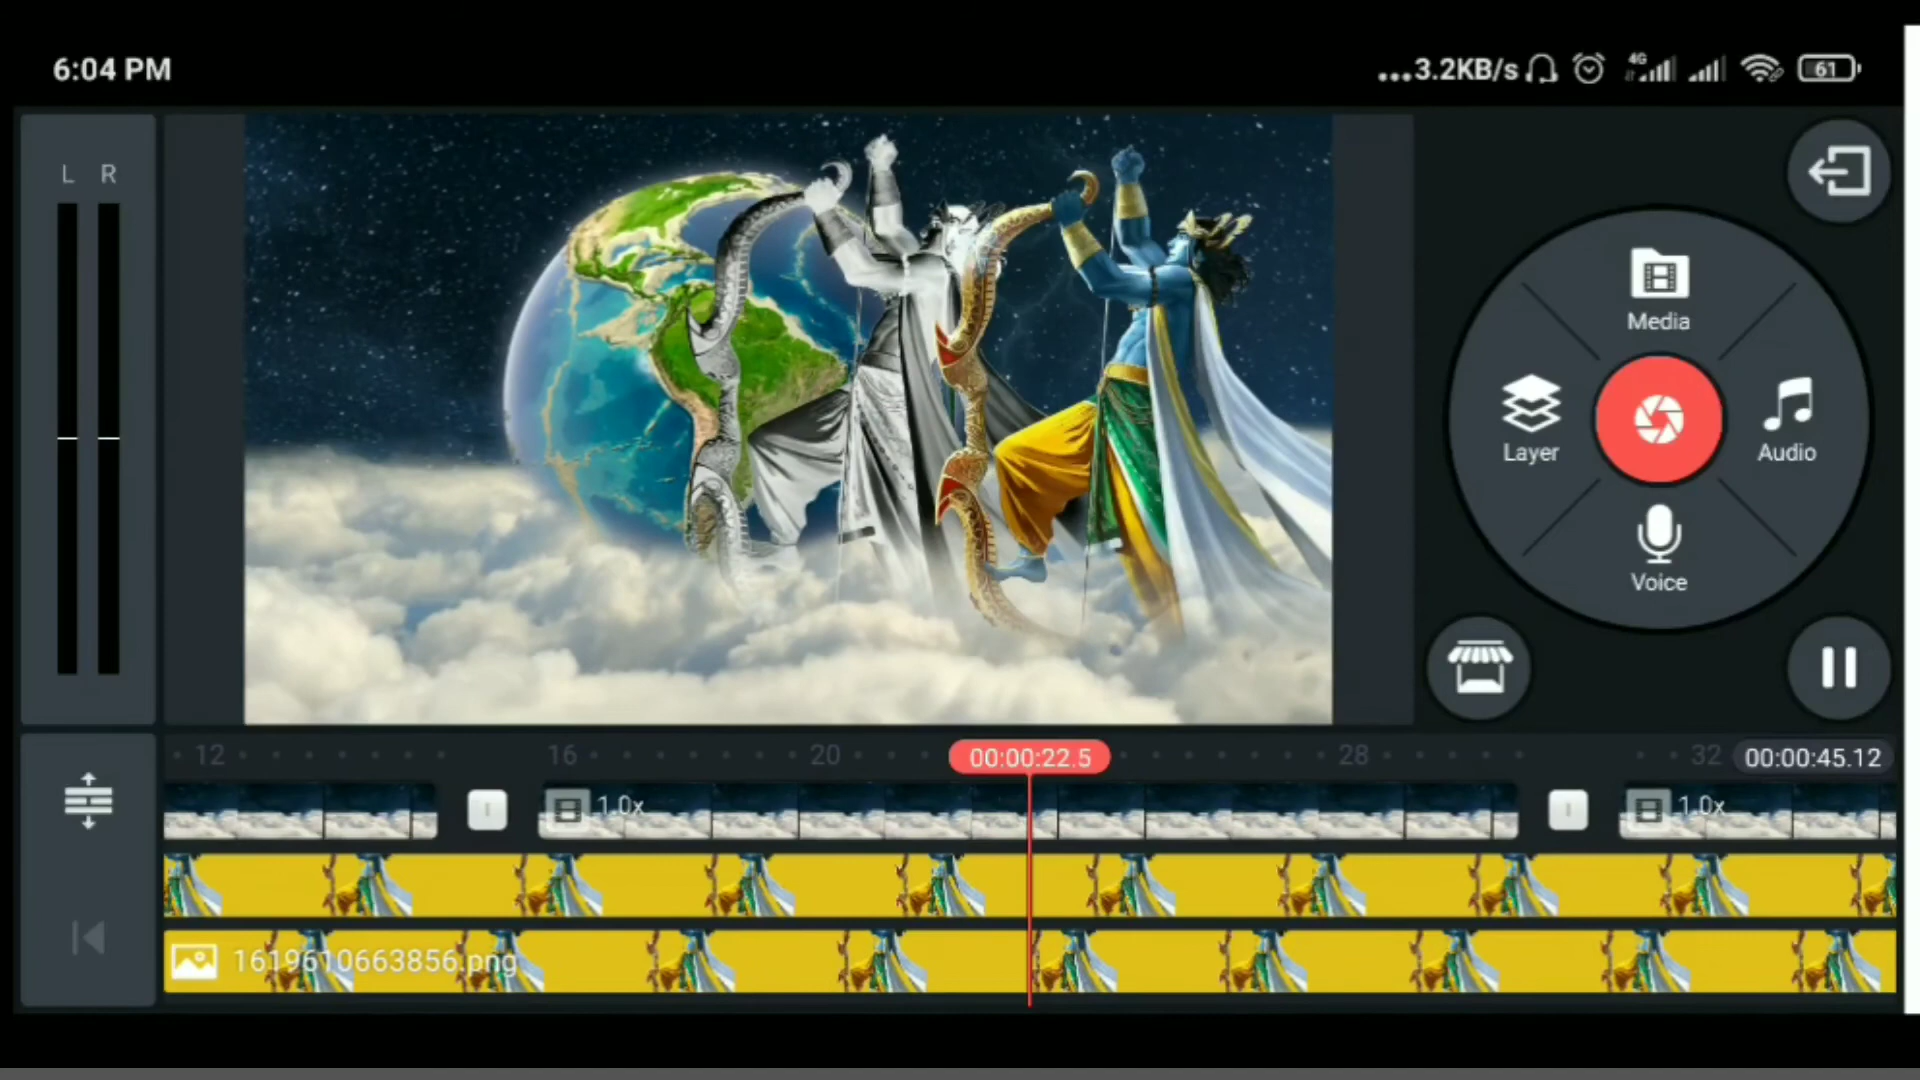 6:04 PM
...3.2KB/s 4G 61
L R
Media
Layer
Audio
Voice
12 16 20 00:00:22.5 28 32 00:00:45.12
1.0x 1.0x
1619610663856.png